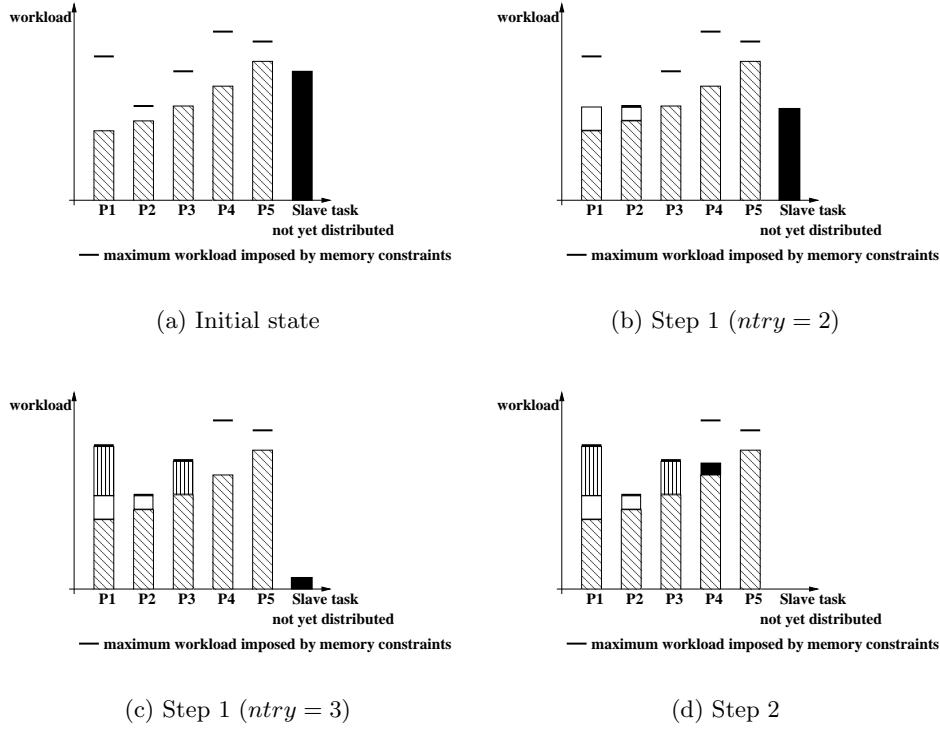 workload
P1 P2 P3 P4 P5 Slave task
not yet distributed
maximum workload imposed by memory constraints
(a) Initial state
workload
P1 P2 P3 P4 P5 Slave task
not yet distributed
maximum workload imposed by memory constraints
(b) Step 1 (ntry = 2)
workload
P1 P2 P3 P4 P5 Slave task
not yet distributed
maximum workload imposed by memory constraints
(c) Step 1 (ntry = 3)
workload
P1 P2 P3 P4 P5 Slave task
not yet distributed
maximum workload imposed by memory constraints
(d) Step 2